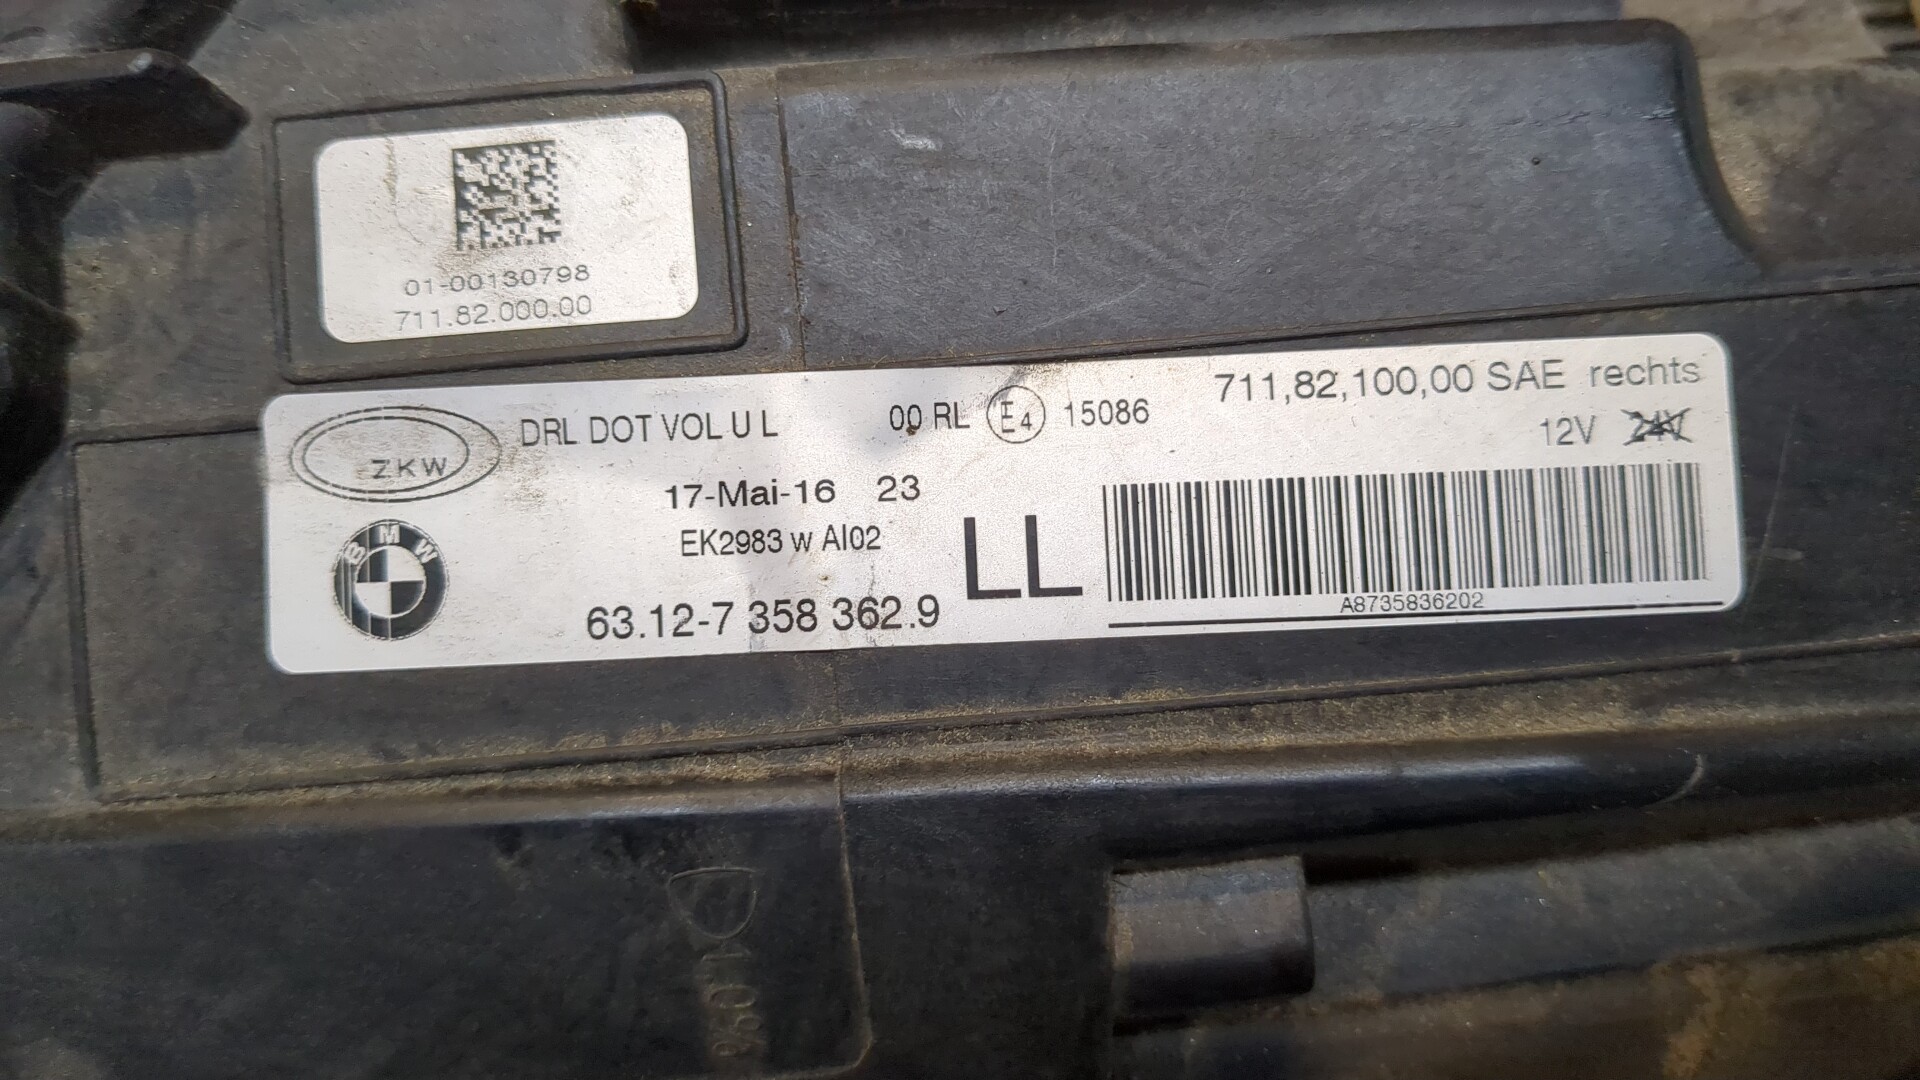 01-00130798
711.82.000.00
ZKW
DRL DOT VOL U L
00 RL E4 15086
711,82,100,00 SAE rechts
12V 24V
17-Mai-16 23
EK2983 w AI02
BMW
63.12-7 358 362.9
LL
A8735836202